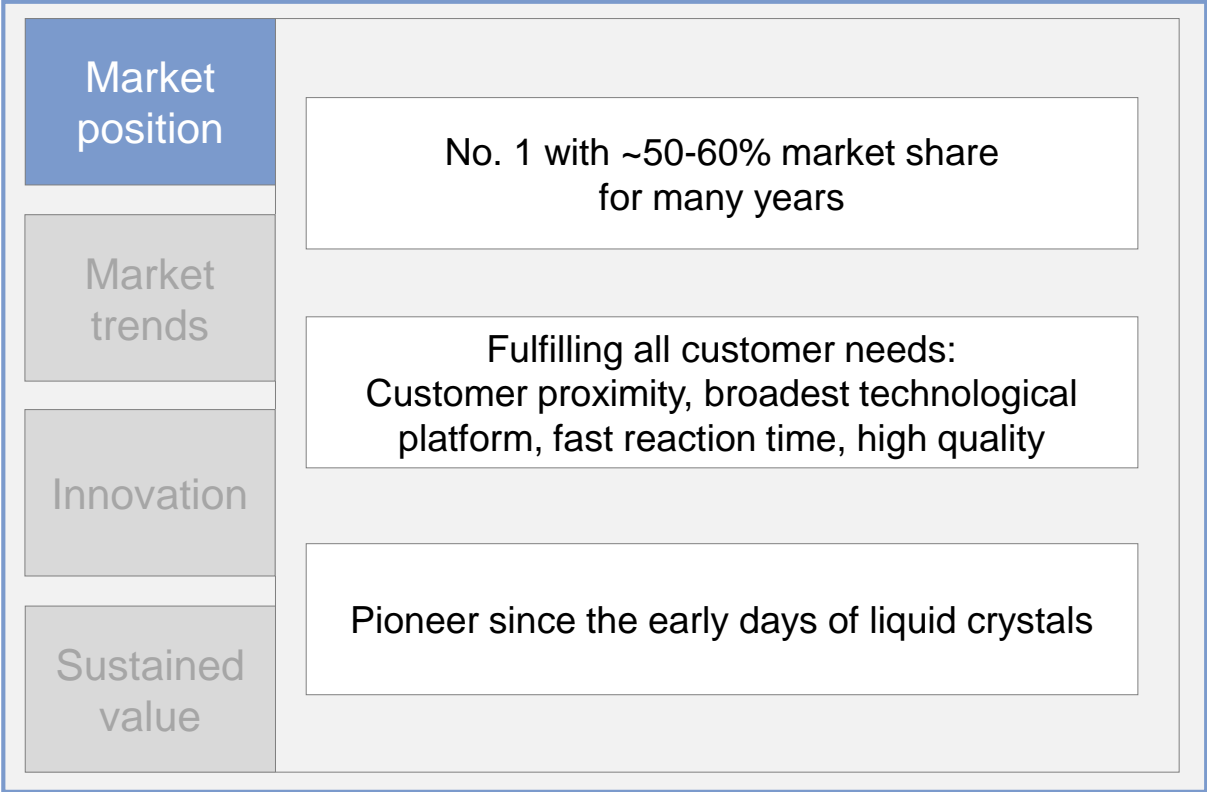 Market
position
No. 1 with ~50-60% market share
for many years
Market
trends
Fulfilling all customer needs:
Customer proximity, broadest technological
platform, fast reaction time, high quality
Innovation
Pioneer since the early days of liquid crystals
Sustained
value